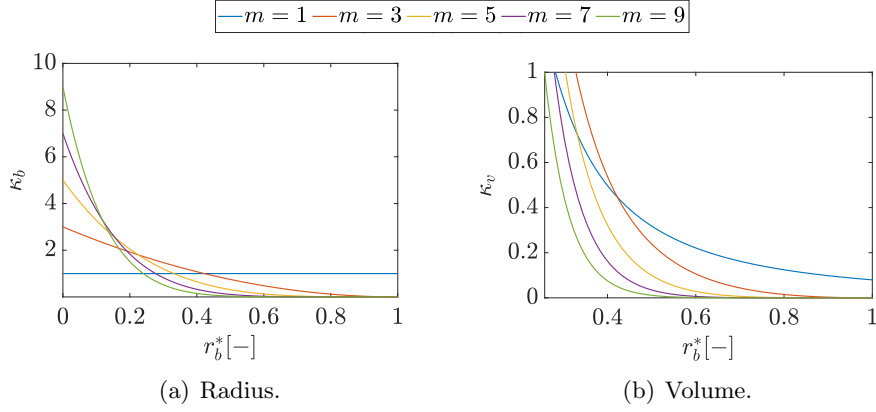 m = 1 m = 3 m = 5 m = 7 m = 9
10
8
6
4
2
κ_b
0 0.2 0.4 0.6 0.8 1
r_b^*[−]
(a) Radius.
1
0.8
0.6
0.4
0.2
0
κ_v
0.4 0.6 0.8 1
r_b^*[−]
(b) Volume.